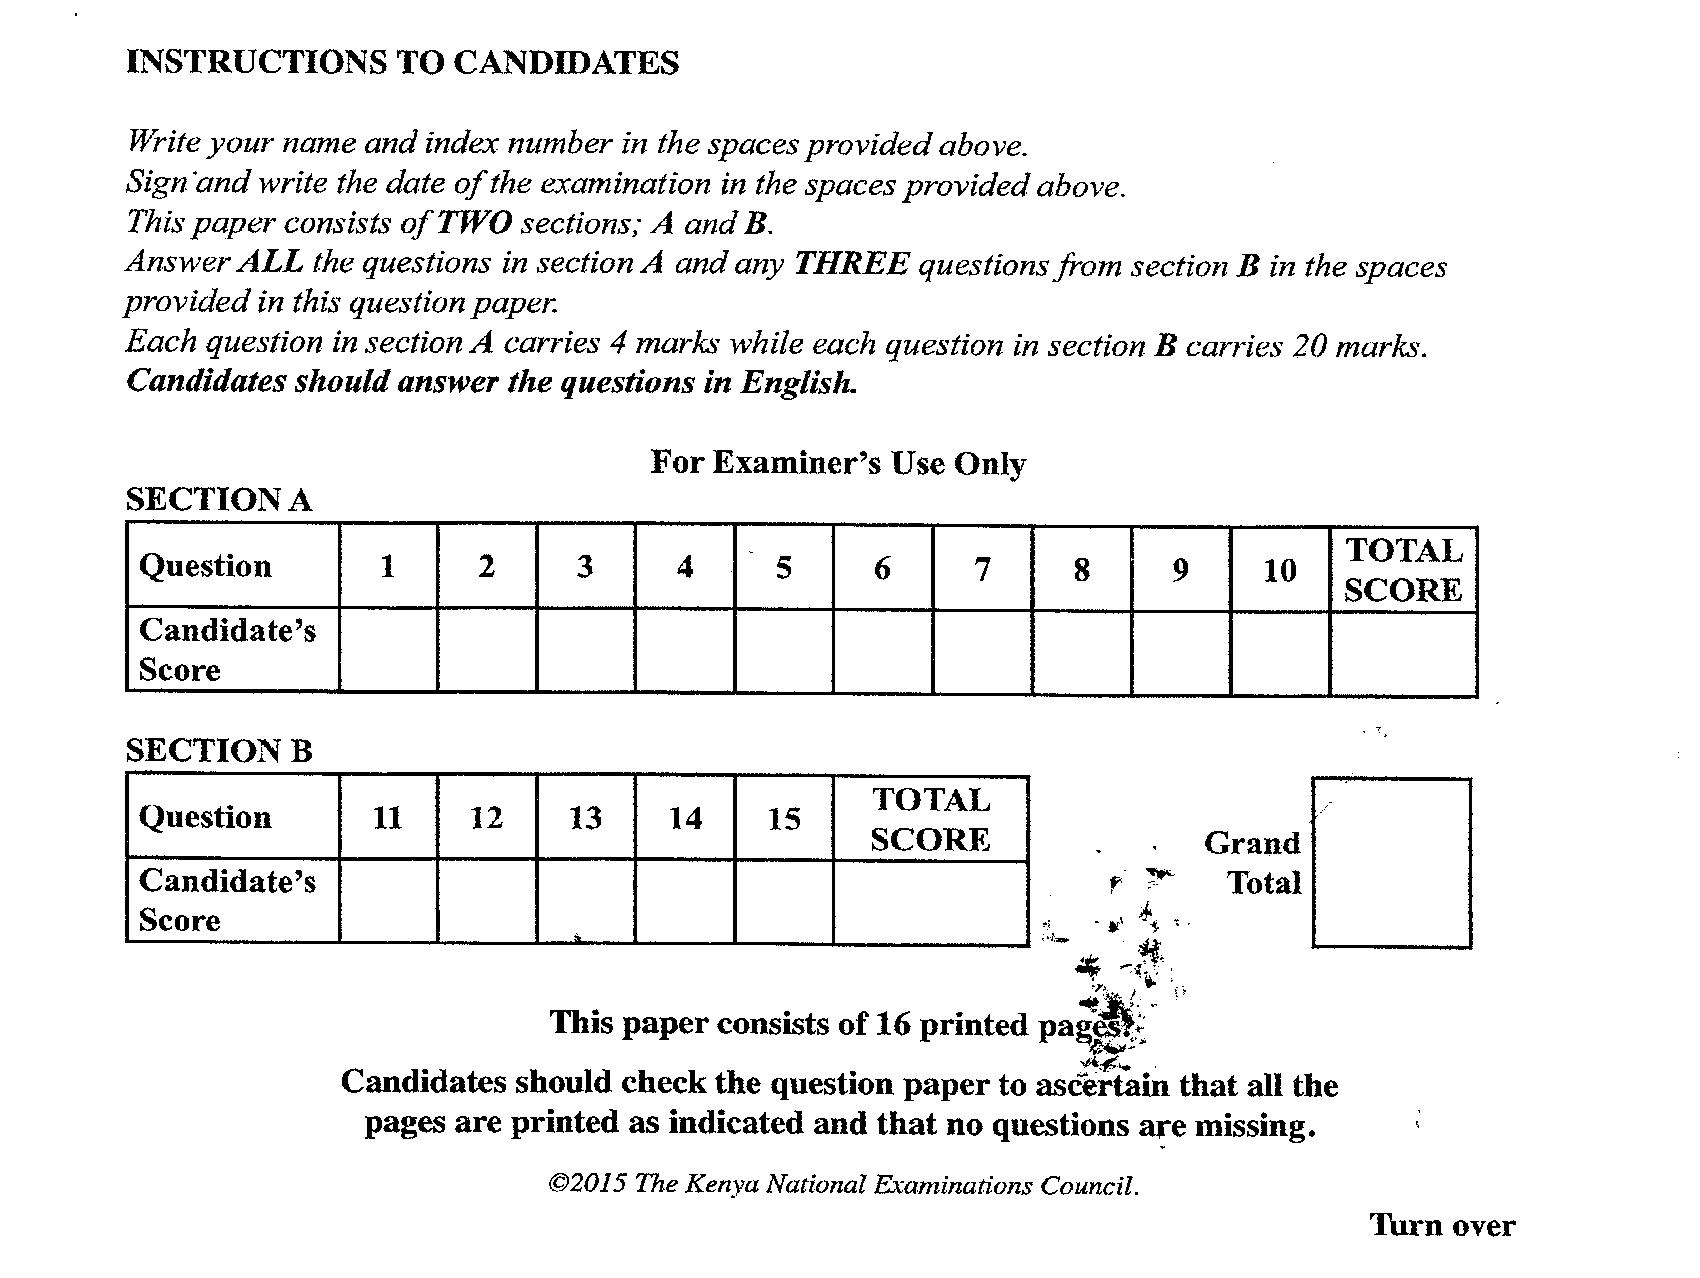 INSTRUCTIONS TO CANDIDATES
Write your name and index number in the spaces provided above.
Sign and write the date of the examination in the spaces provided above.
This paper consists of TWO sections; A and B.
Answer ALL the questions in section A and any THREE questions from section B in the spaces
provided in this question paper.
Each question in section A carries 4 marks while each question in section B carries 20 marks.
Candidates should answer the questions in English.
For Examiner's Use Only
SECTION A
Question 1 2 3 4 5 6 7 8 9 10 TOTAL SCORE
Candidate's
Score
SECTION B
Question 11 12 13 14 15 TOTAL SCORE
Candidate's
Score
Grand
Total
This paper consists of 16 printed pages.
Candidates should check the question paper to ascertain that all the
pages are printed as indicated and that no questions are missing.
©2015 The Kenya National Examinations Council.
Turn over